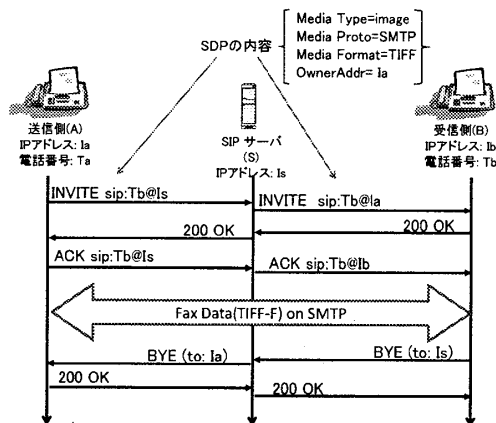 SDPの内容
Media Type=image
Media Proto=SMTP
Media Format=TIFF
OwnerAddr= Ia
送信側(A)
IPアドレス: Ia
電話番号: Ta
SIP サーバ
(S)
IPアドレス: Is
受信側(B)
IPアドレス: Ib
電話番号: Tb
INVITE sip:Tb@Is
INVITE sip:Tb@Ia
200 OK
200 OK
ACK sip:Tb@Is
ACK sip:Tb@Ib
Fax Data(TIFF-F) on SMTP
BYE (to: Ia)
BYE (to: Is)
200 OK
200 OK